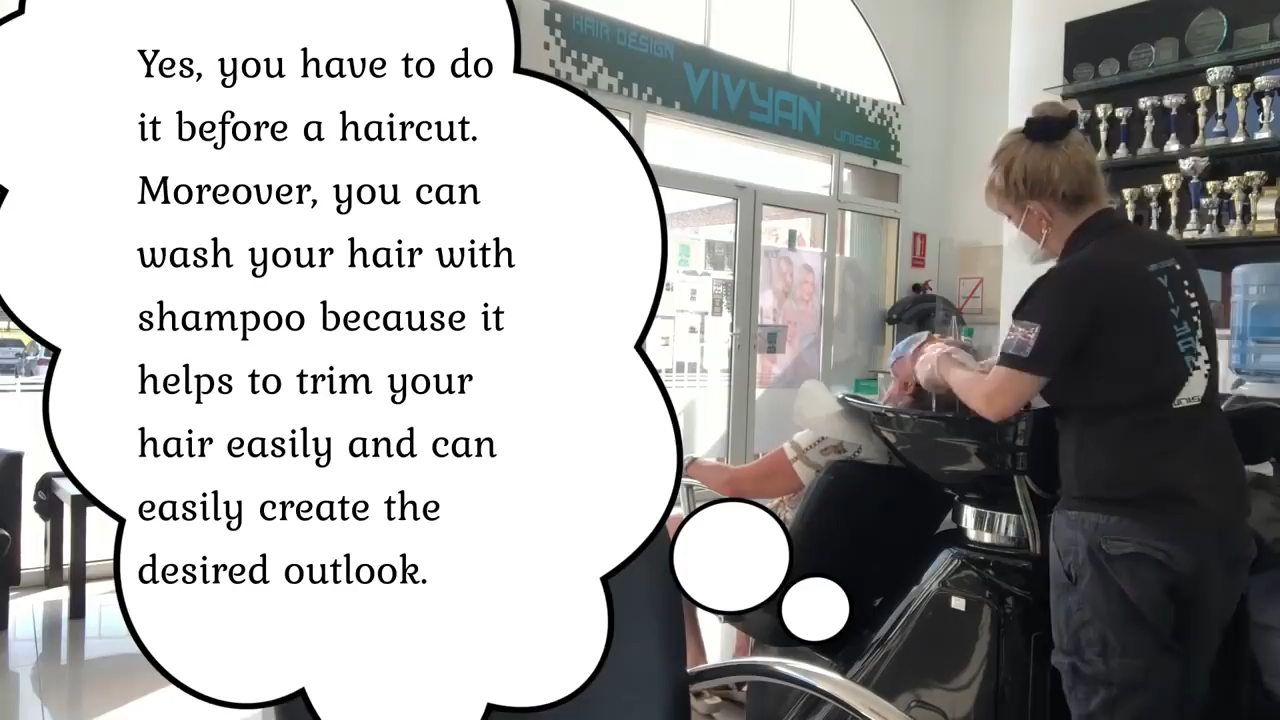 Yes, you have to do
it before a haircut.
Moreover, you can
wash your hair with
shampoo because it
helps to trim your
hair easily and can
easily create the
desired outlook.
HAIR DESIGN
VIVYAN
UNISEX